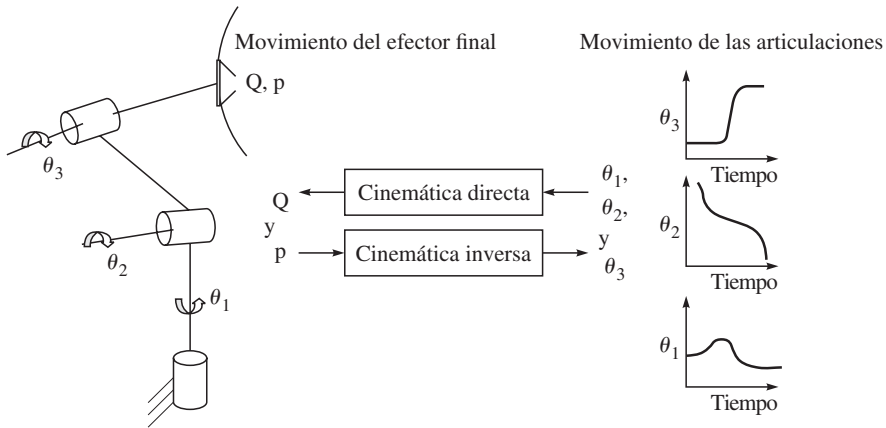 Movimiento del efector final
Movimiento de las articulaciones
Q, p
θ3
θ2
θ1
Q
y
p
Cinemática directa
Cinemática inversa
θ1,
θ2,
y
θ3
θ3
Tiempo
θ2
Tiempo
θ1
Tiempo